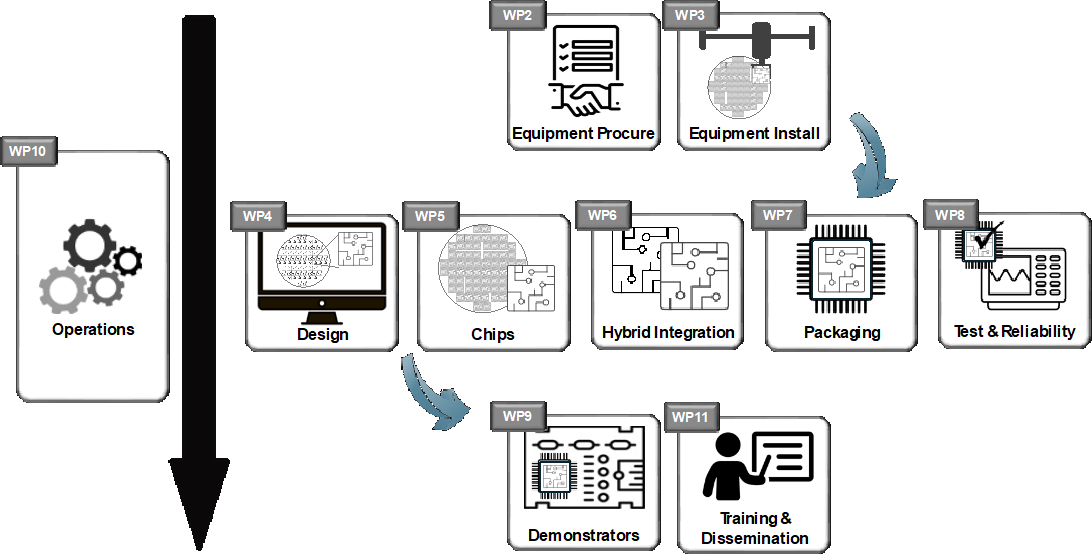 WP2
Equipment Procure
WP3
Equipment Install
WP10
Operations
WP4
Design
WP5
Chips
WP6
Hybrid Integration
WP7
Packaging
WP8
Test & Reliability
WP9
Demonstrators
WP11
Training &
Dissemination